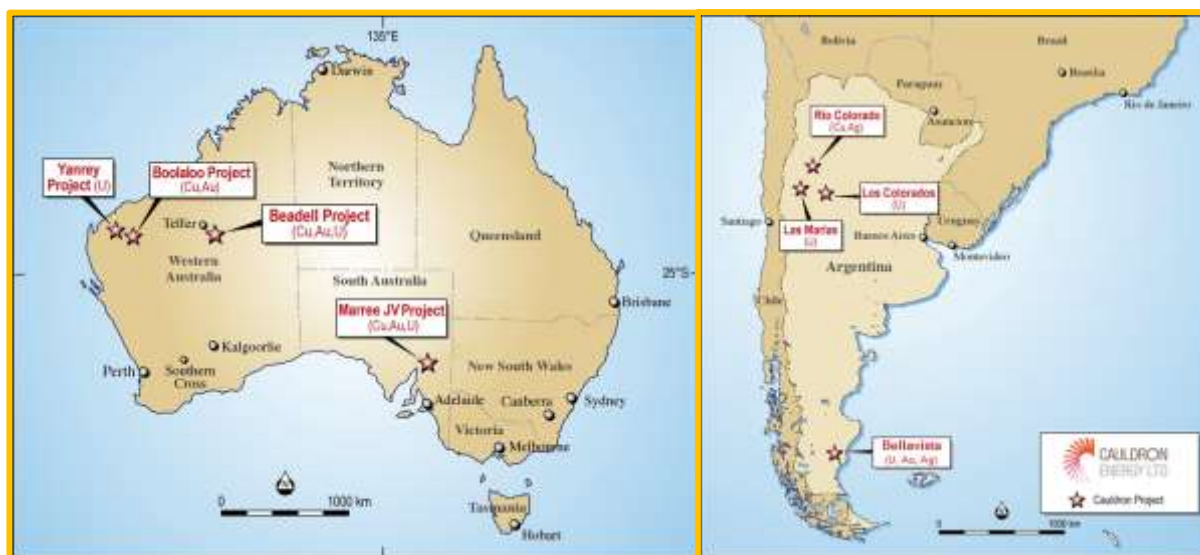 135°E
Darwin
Yanrey
Project (U)
Boolaloo Project
(Cu,Au)
Northern
Territory
Telfer
Beadell Project
(Cu,Au,U)
Queensland
Western
Australia
South Australia
25°S
Marree JV Project
(Cu,Au,U)
Brisbane
Kalgoorlie
Perth
Southern
Cross
New South Wales
Adelaide
Canberra
Sydney
Victoria
Melbourne
0 1000 km
Tasmania
Hobart
Bolivia
Brazil
Brasilia
Paraguay
Rio de Janeiro
Rio Colorado
(Cu,Ag)
Asuncion
Los Colorados
(U)
Las Marias
(U)
Santiago
Uruguay
Buenos Aires
Montevideo
Argentina
Chile
Bellavista
(U, Au, Ag)
CAULDRON
ENERGY LTD
Cauldron Project
0 1000 km